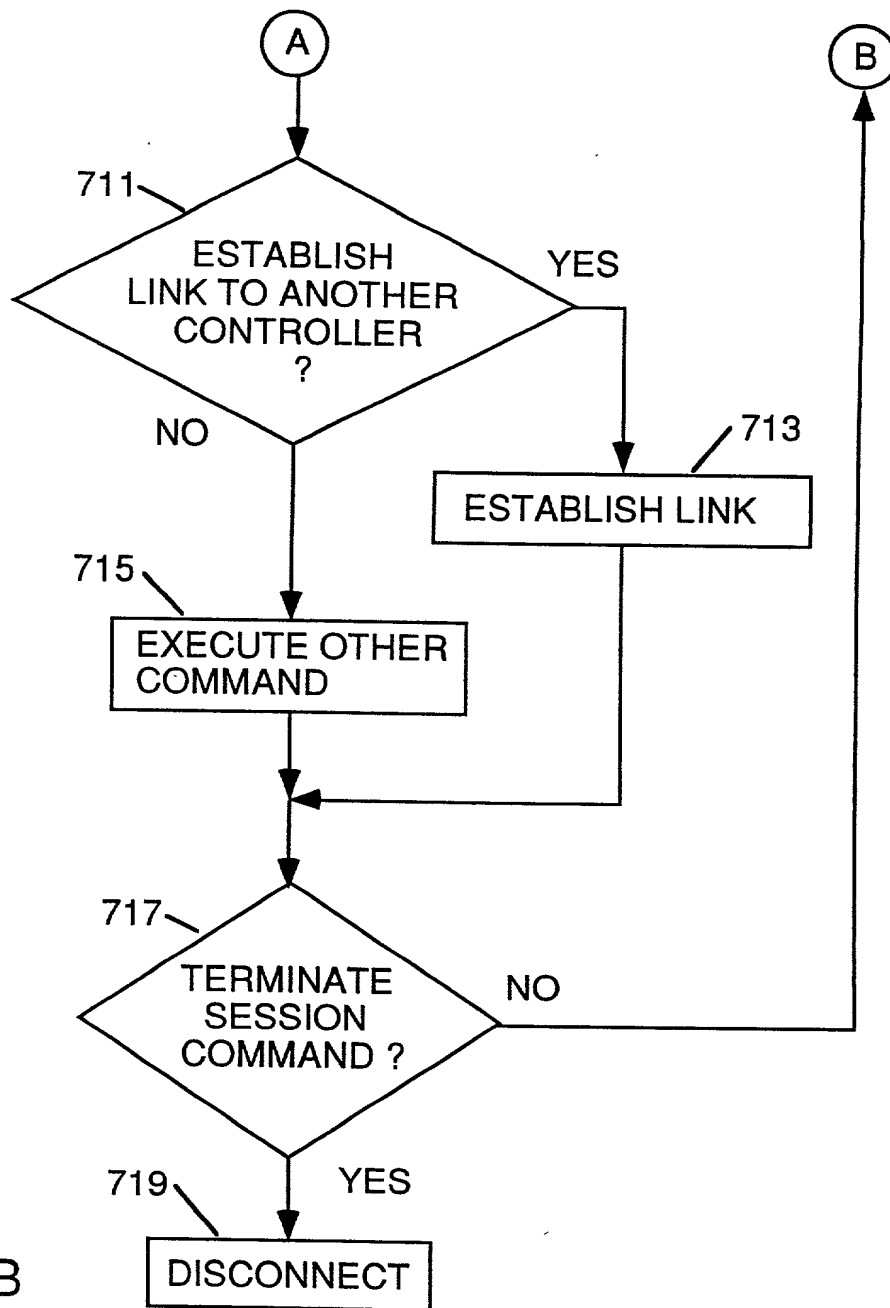 A
B
711
ESTABLISH
LINK TO ANOTHER
CONTROLLER
?
YES
NO
713
ESTABLISH LINK
715
EXECUTE OTHER
COMMAND
717
TERMINATE
SESSION
COMMAND ?
NO
YES
719
DISCONNECT
B